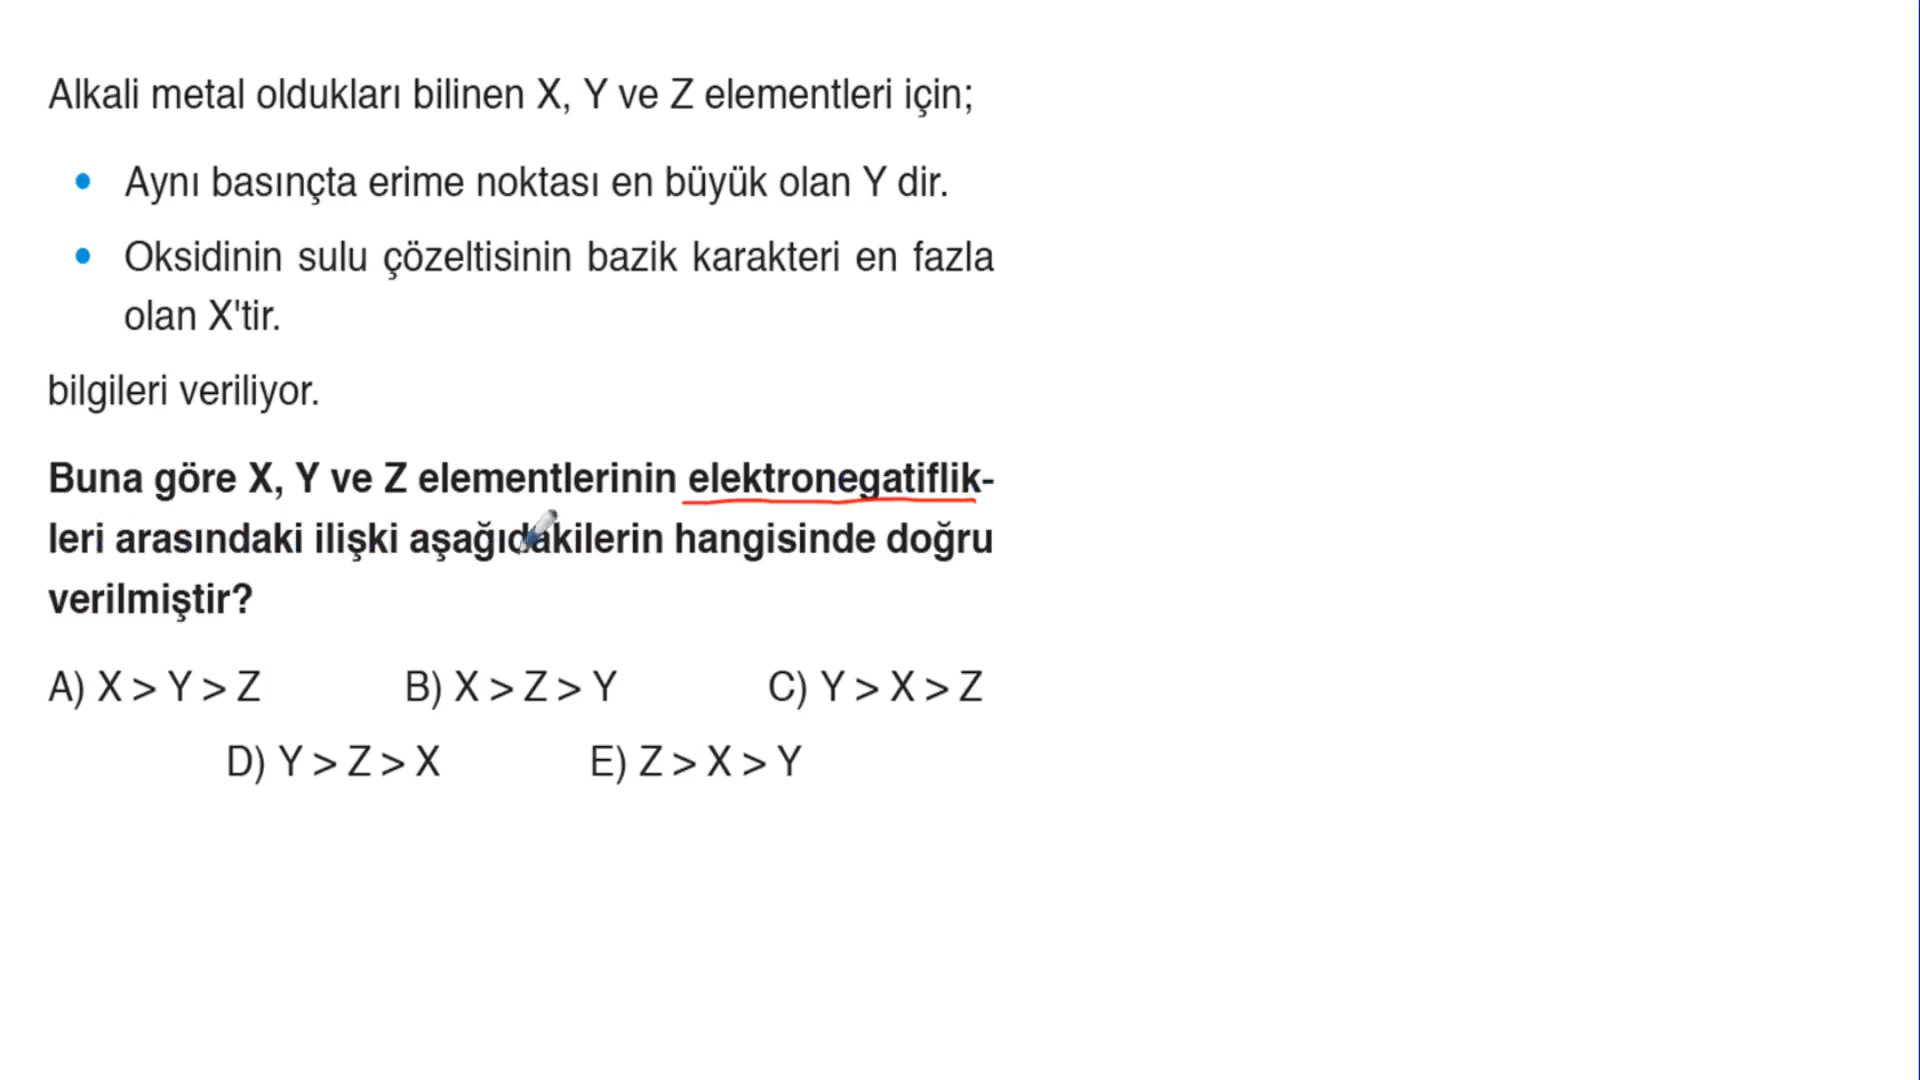 Alkali metal oldukları bilinen X, Y ve Z elementleri için;
• Aynı basınçta erime noktası en büyük olan Y dir.
• Oksidinin sulu çözeltisinin bazik karakteri en fazla
olan X'tir.
bilgileri veriliyor.
Buna göre X, Y ve Z elementlerinin elektronegatiflik-
leri arasındaki ilişki aşağıdakilerin hangisinde doğru
verilmiştir?
A) X > Y > Z B) X > Z > Y C) Y > X > Z
D) Y > Z > X E) Z > X > Y